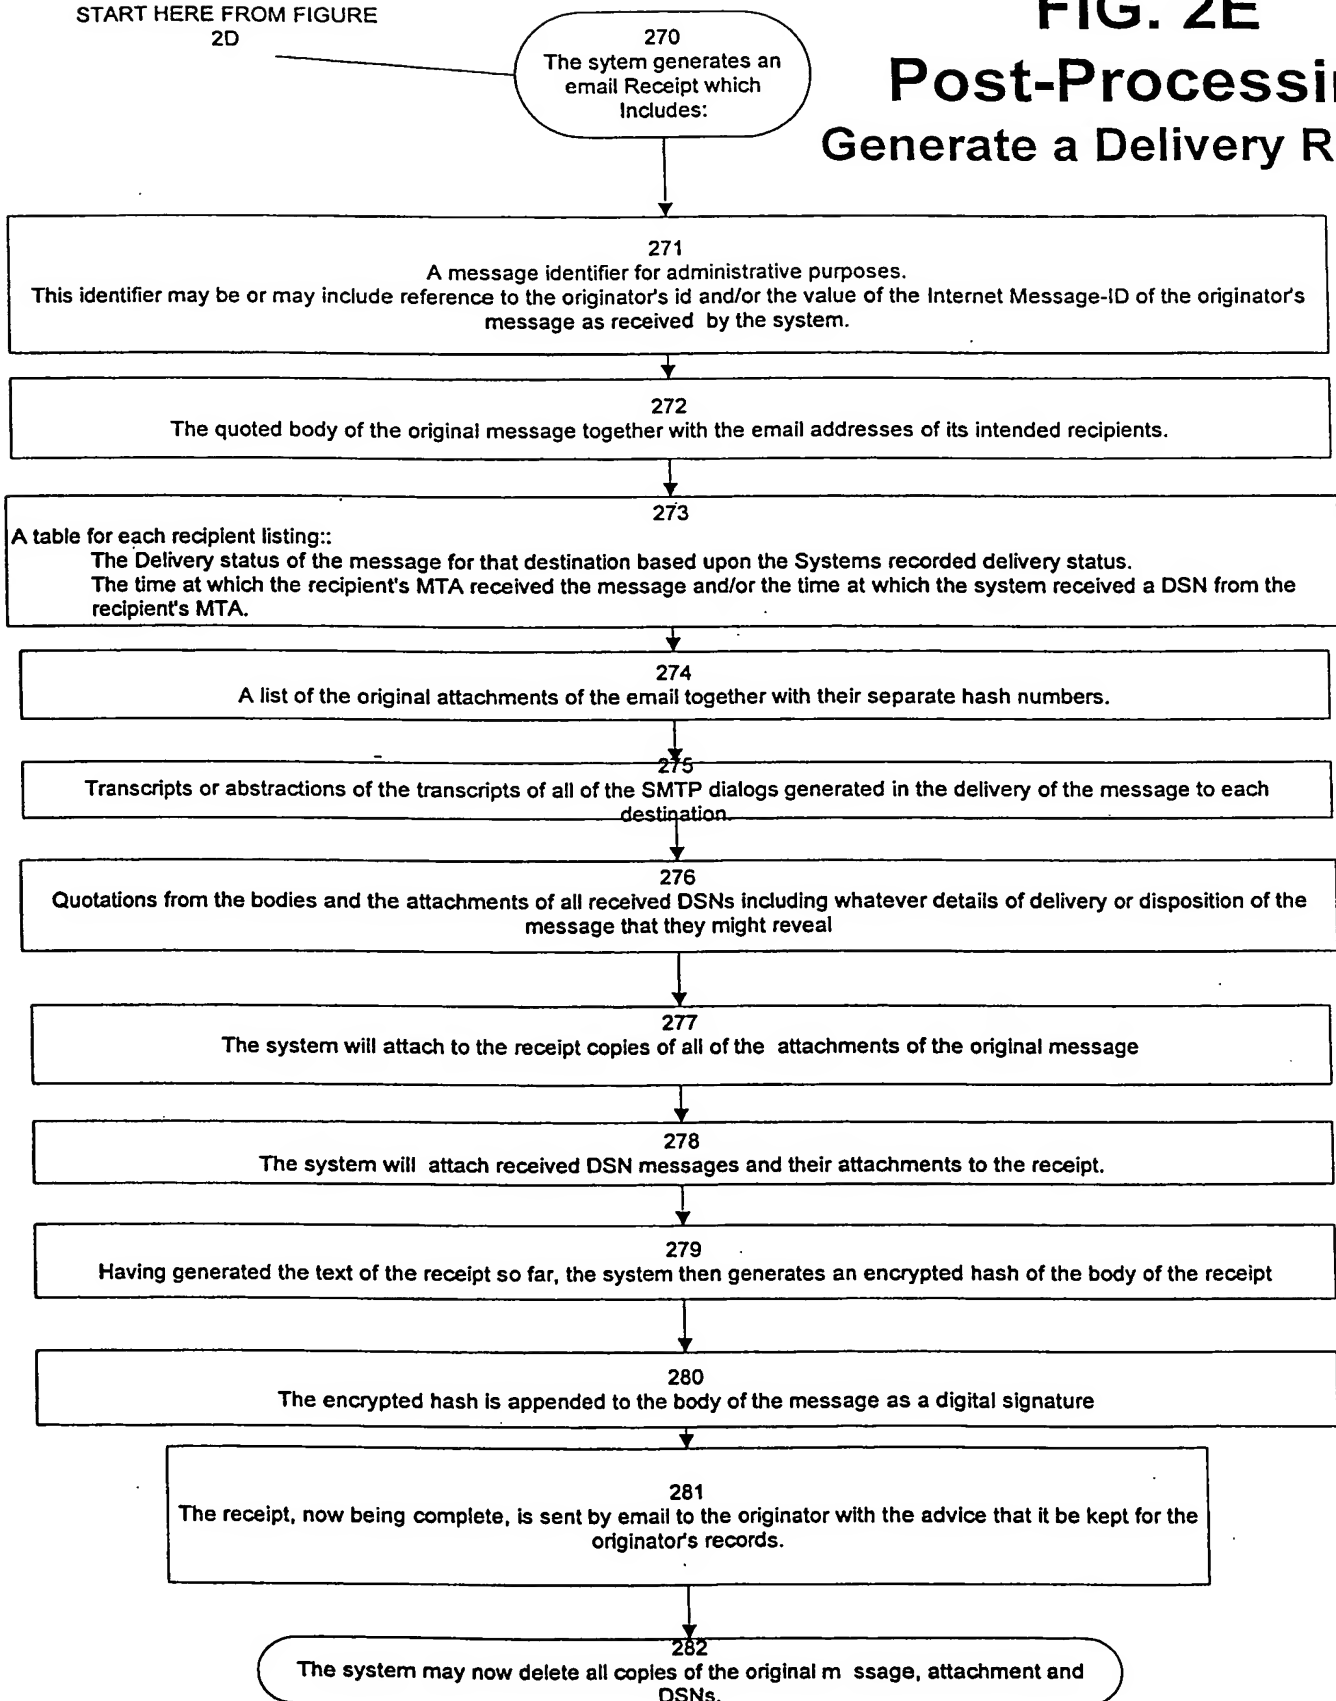 START HERE FROM FIGURE
2D
FIG. 2E
Post-Processin
Generate a Delivery R
270
The sytem generates an
email Receipt which
Includes:
271
A message identifier for administrative purposes.
This identifier may be or may include reference to the originator's id and/or the value of the Internet Message-ID of the originator's
message as received by the system.
272
The quoted body of the original message together with the email addresses of its intended recipients.
273
A table for each recipient listing::
The Delivery status of the message for that destination based upon the Systems recorded delivery status.
The time at which the recipient's MTA received the message and/or the time at which the system received a DSN from the
recipient's MTA.
274
A list of the original attachments of the email together with their separate hash numbers.
275
Transcripts or abstractions of the transcripts of all of the SMTP dialogs generated in the delivery of the message to each
destination.
276
Quotations from the bodies and the attachments of all received DSNs including whatever details of delivery or disposition of the
message that they might reveal
277
The system will attach to the receipt copies of all of the attachments of the original message
278
The system will attach received DSN messages and their attachments to the receipt.
279
Having generated the text of the receipt so far, the system then generates an encrypted hash of the body of the receipt
280
The encrypted hash is appended to the body of the message as a digital signature
281
The receipt, now being complete, is sent by email to the originator with the advice that it be kept for the
originator's records.
282
The system may now delete all copies of the original m ssage, attachment and
DSNs.